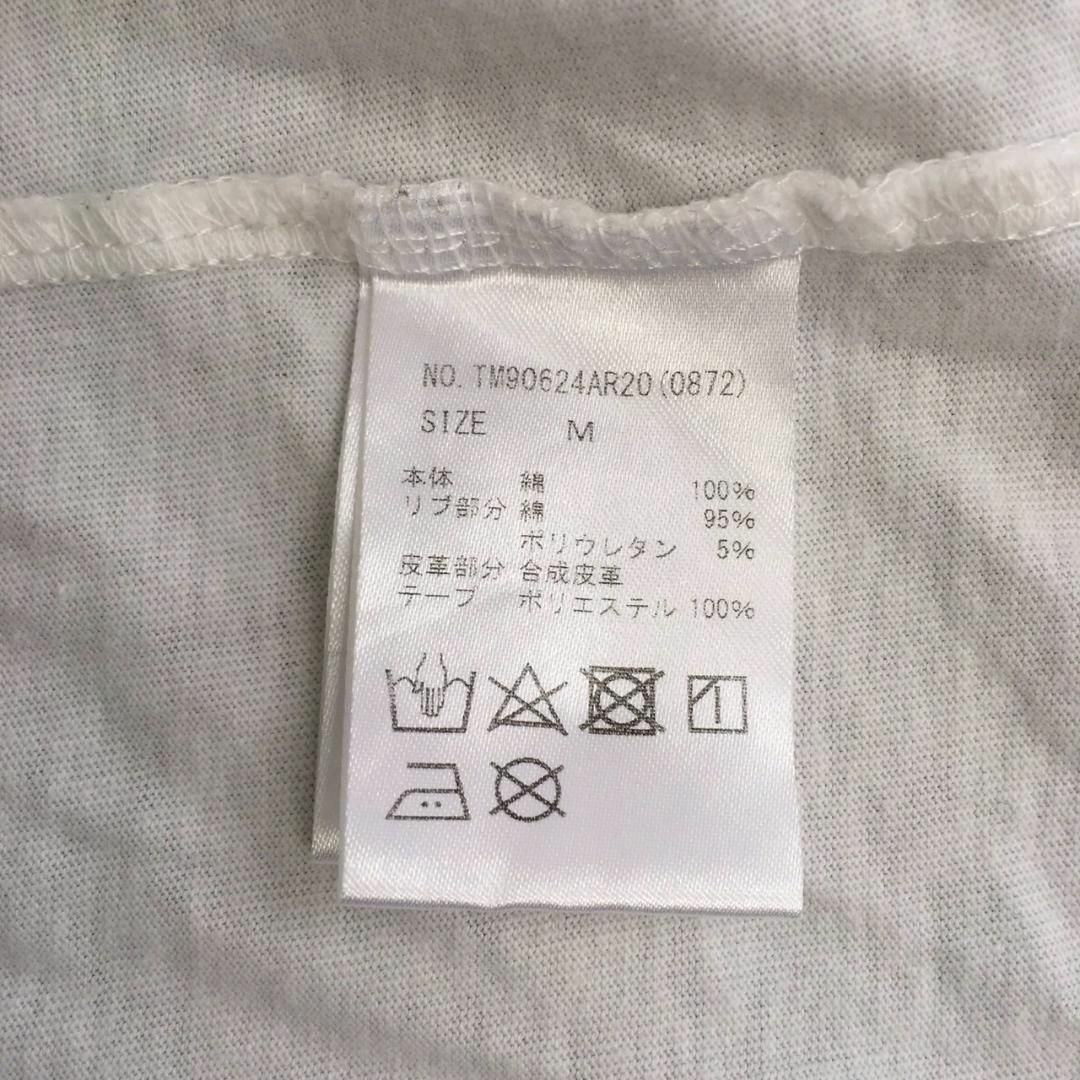 NO. TM90624AR20(0872)
SIZE M
本体 綿 100%
リブ部分 綿 95%
ポリウレタン 5%
皮革部分 合成皮革
テープ ポリエステル 100%